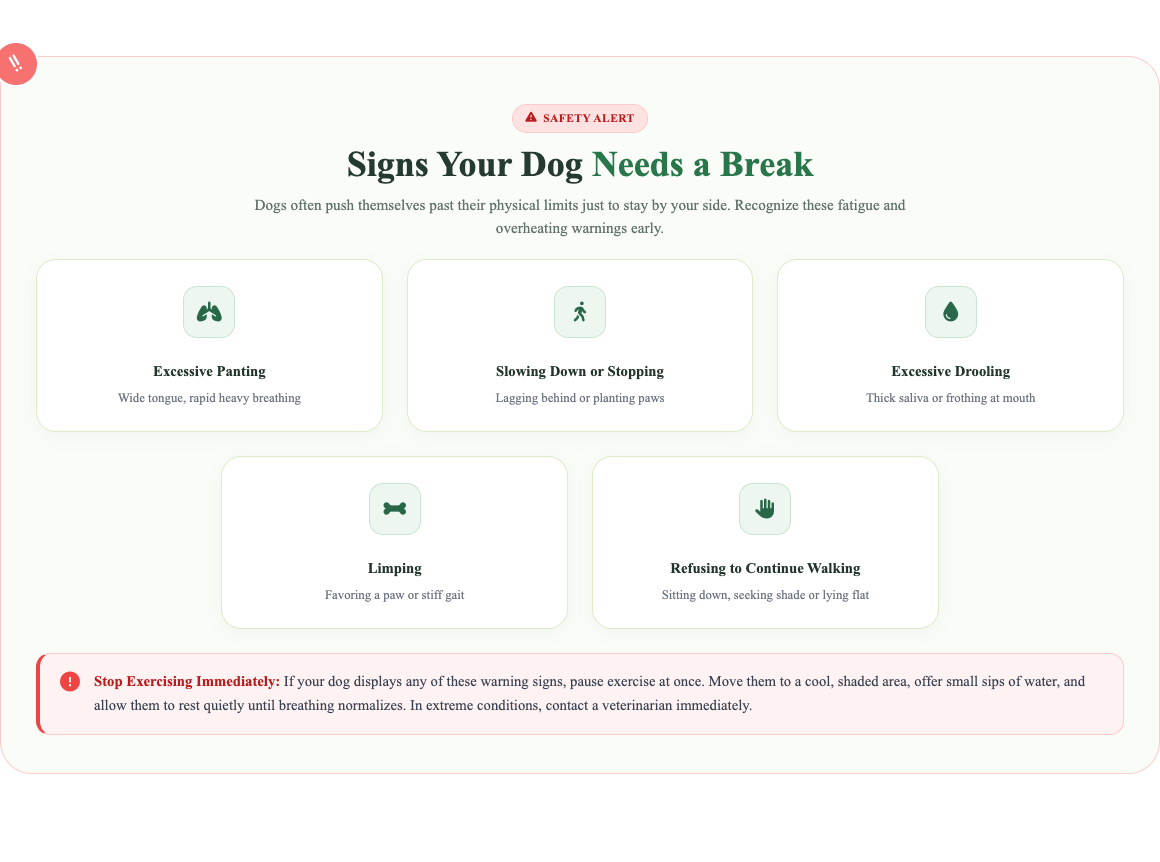 SAFETY ALERT
Signs Your Dog Needs a Break
Dogs often push themselves past their physical limits just to stay by your side. Recognize these fatigue and
overheating warnings early.
Excessive Panting
Wide tongue, rapid heavy breathing
Slowing Down or Stopping
Lagging behind or planting paws
Excessive Drooling
Thick saliva or frothing at mouth
Limping
Favoring a paw or stiff gait
Refusing to Continue Walking
Sitting down, seeking shade or lying flat
Stop Exercising Immediately: If your dog displays any of these warning signs, pause exercise at once. Move them to a cool, shaded area, offer small sips of water, and
allow them to rest quietly until breathing normalizes. In extreme conditions, contact a veterinarian immediately.